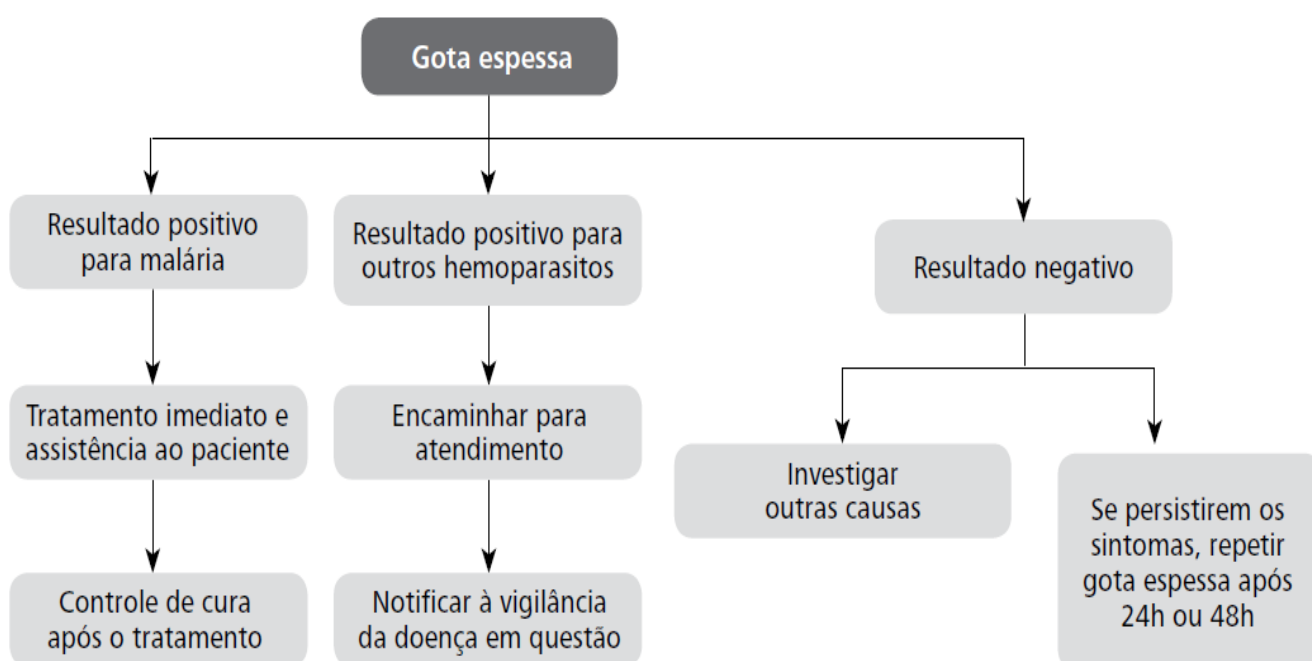 Gota espessa
Resultado positivo
para malária
Resultado positivo para
outros hemoparasitos
Resultado negativo
Tratamento imediato e
assistência ao paciente
Encaminhar para
atendimento
Investigar
outras causas
Se persistirem os
sintomas, repetir
gota espessa após
24h ou 48h
Controle de cura
após o tratamento
Notificar à vigilância
da doença em questão